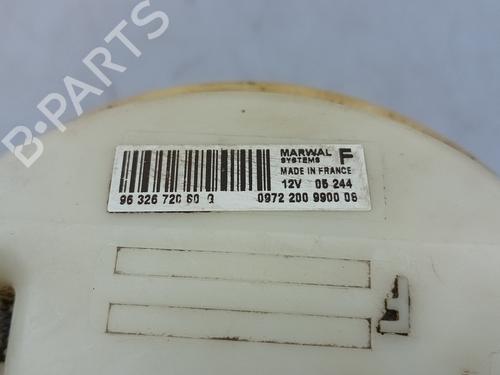 B-PARTS
MARWAL F
SYSTEMS
MADE IN FRANCE
12V 05 244
96 326 720 80 0972 200 9900 06
F